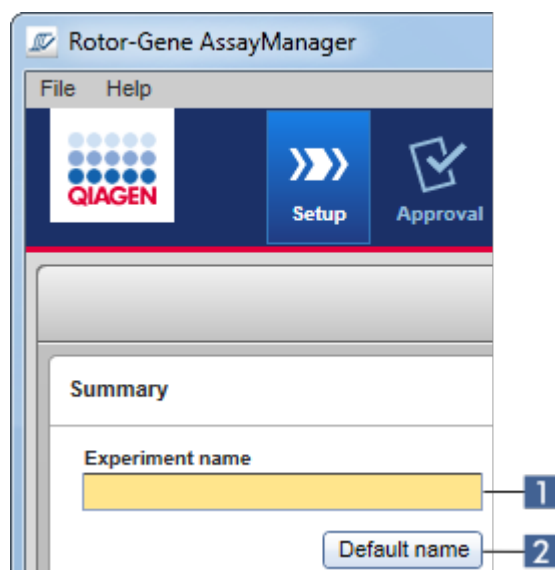 Rotor-Gene AssayManager
File Help
QIAGEN
Setup
Approval
Summary
Experiment name
1
Default name
2